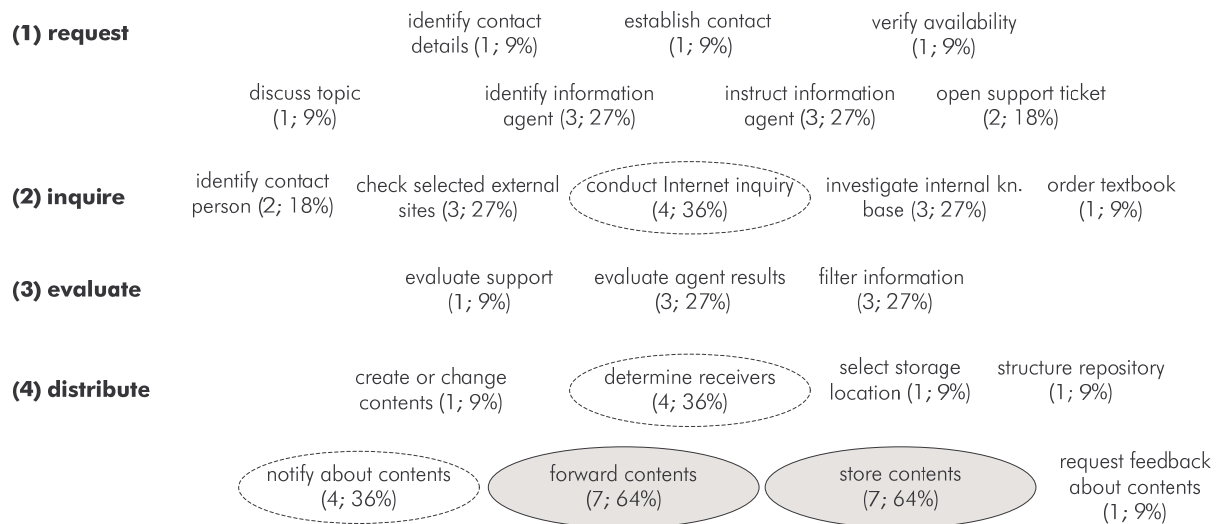 (1) request
identify contact
details (1; 9%)
establish contact
(1; 9%)
verify availability
(1; 9%)
discuss topic
(1; 9%)
identify information
agent (3; 27%)
instruct information
agent (3; 27%)
open support ticket
(2; 18%)
(2) inquire
identify contact
person (2; 18%)
check selected external
sites (3; 27%)
conduct Internet inquiry
(4; 36%)
investigate internal kn.
base (3; 27%)
order textbook
(1; 9%)
(3) evaluate
evaluate support
(1; 9%)
evaluate agent results
(3; 27%)
filter information
(3; 27%)
(4) distribute
create or change
contents (1; 9%)
determine receivers
(4; 36%)
select storage
location (1; 9%)
structure repository
(1; 9%)
notify about contents
(4; 36%)
forward contents
(7; 64%)
store contents
(7; 64%)
request feedback
about contents
(1; 9%)